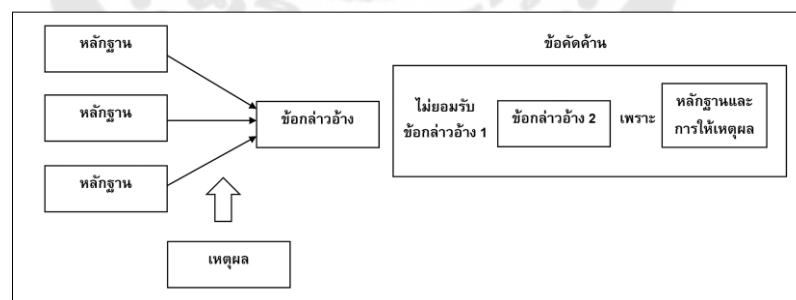 หลักฐาน
หลักฐาน
หลักฐาน
เหตุผล
ข้อกล่าวอ้าง
ข้อคัดค้าน
ไม่ยอมรับ
ข้อกล่าวอ้าง 1
ข้อกล่าวอ้าง 2
เพราะ
หลักฐานและ
การให้เหตุผล